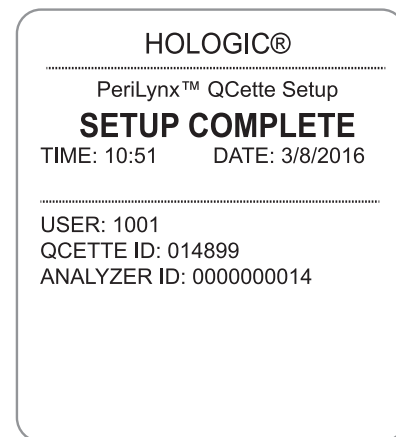 HOLOGIC®
PeriLynx™ QCette Setup
SETUP COMPLETE
TIME: 10:51 DATE: 3/8/2016
USER: 1001
QCETTE ID: 014899
ANALYZER ID: 0000000014